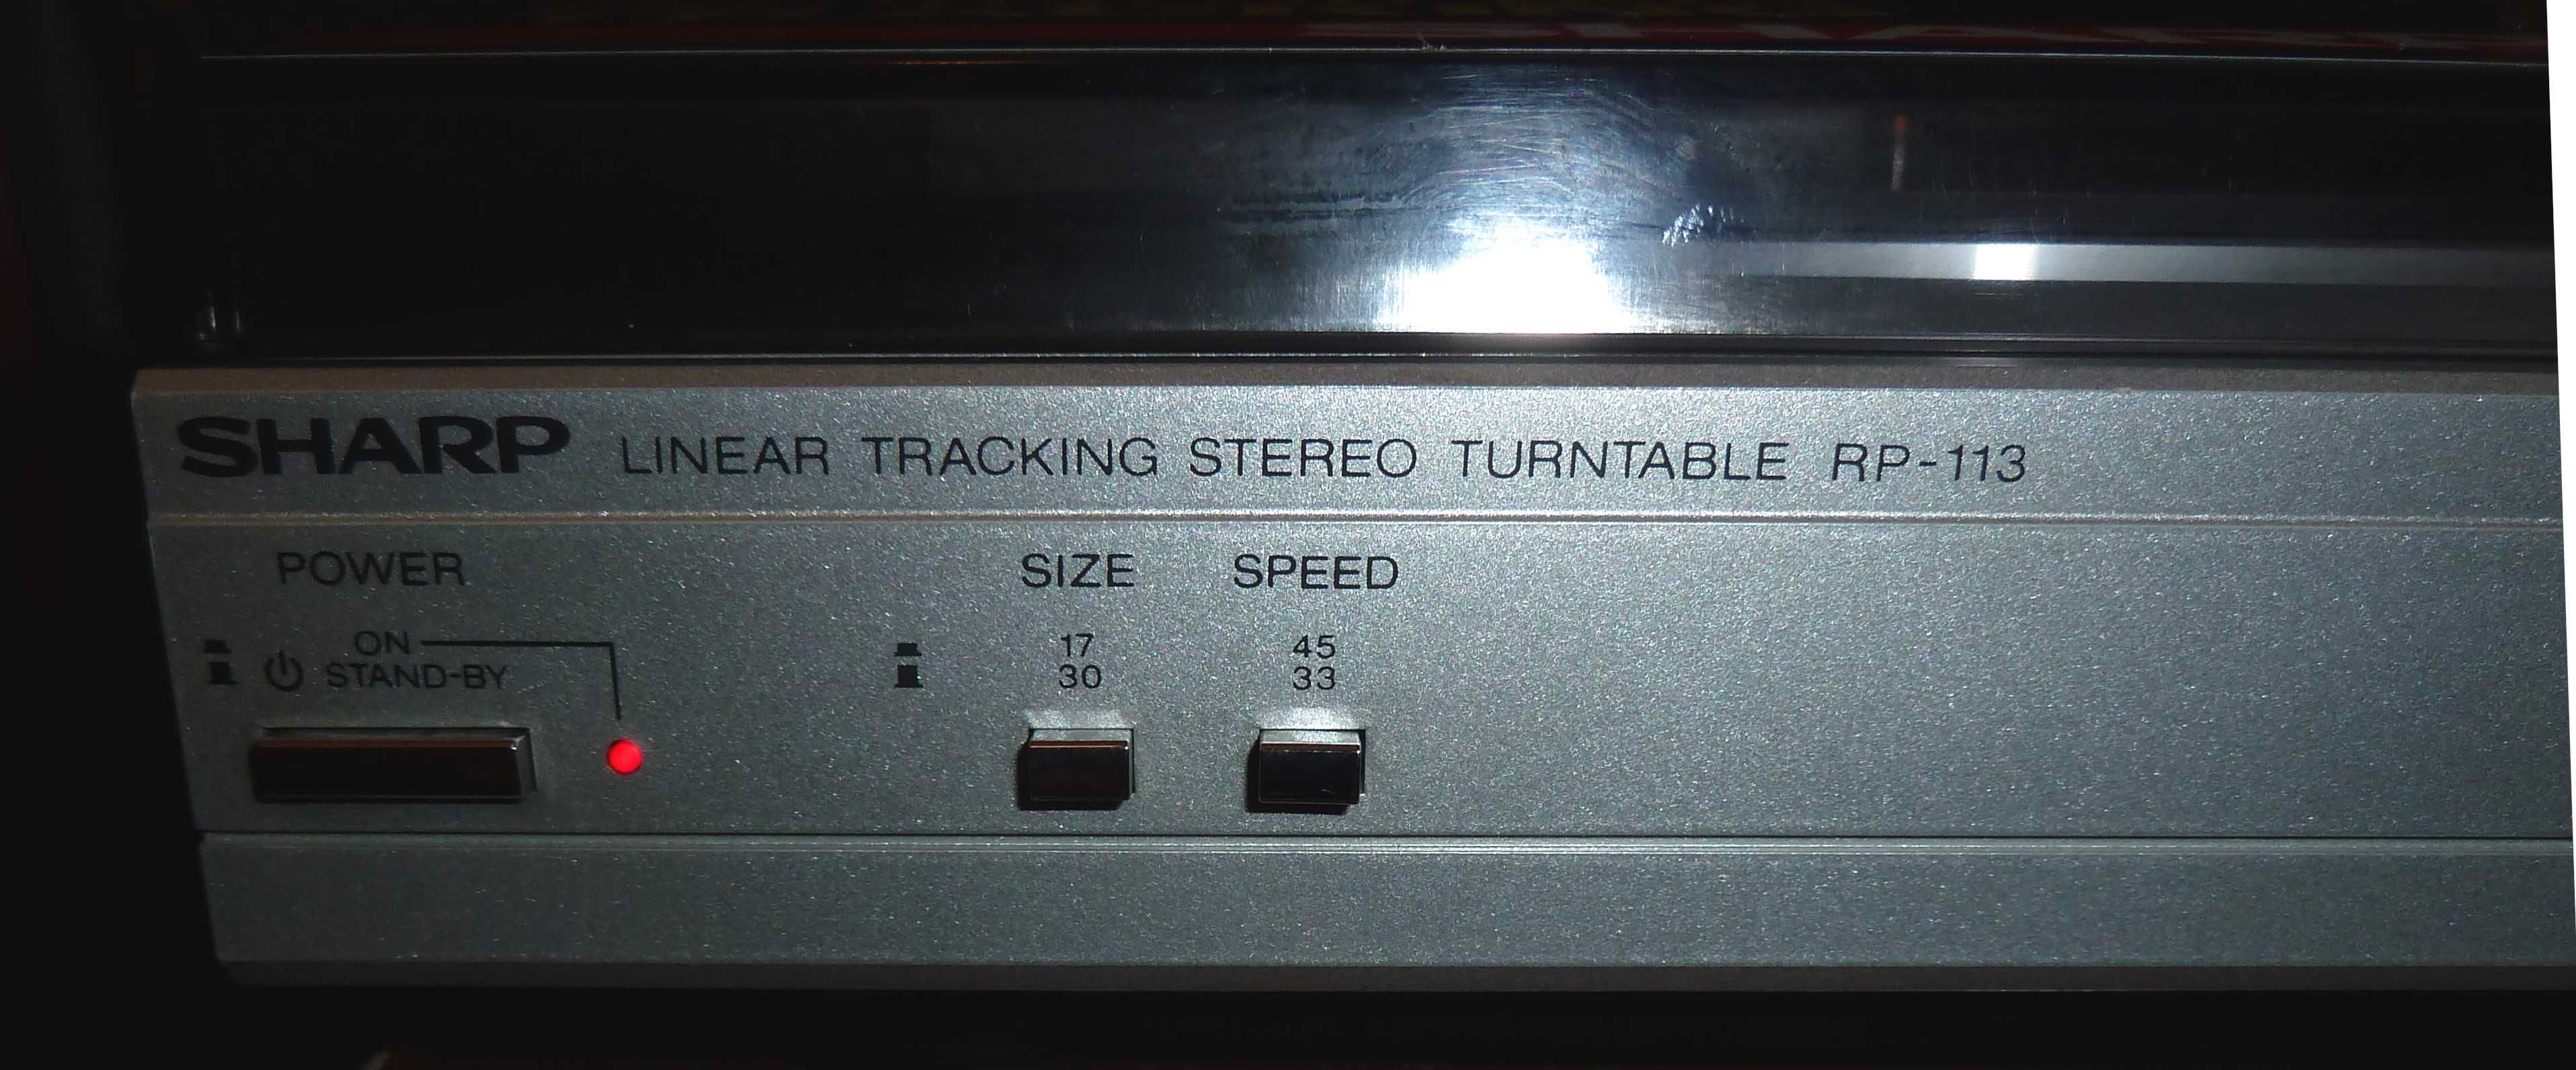 SHARP LINEAR TRACKING STEREO TURNTABLE RP-113
POWER
ON
STAND-BY
SIZE
17
30
SPEED
45
33